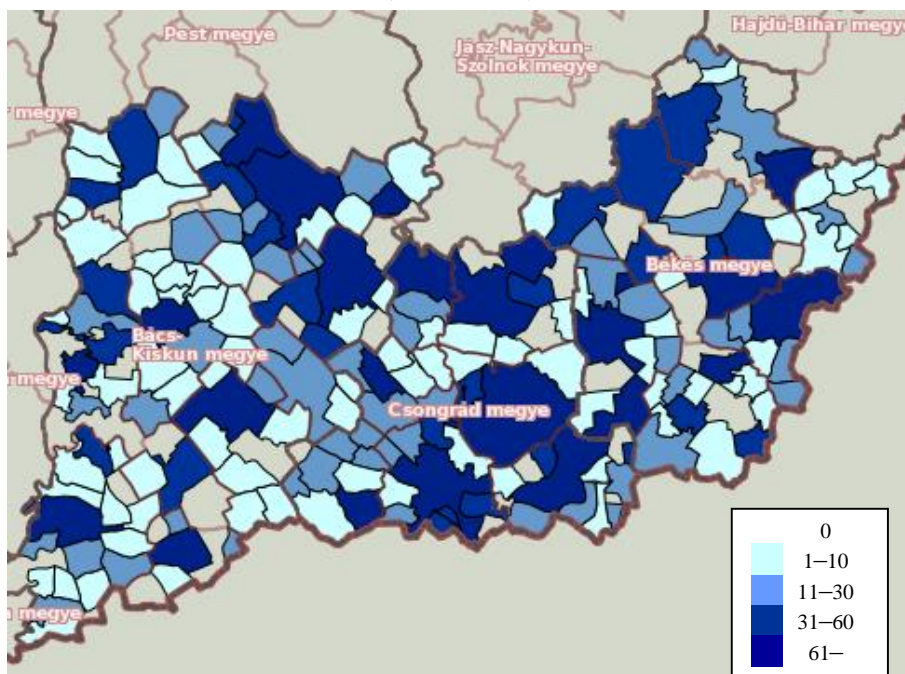 Pest megye
Hajdú-Bihar megye
Jász-Nagykun-
Szolnok megye
megye
Békés megye
Bács-
Kiskun megye
megye
Csongrád megye
megye
0
1–10
11–30
31–60
61–